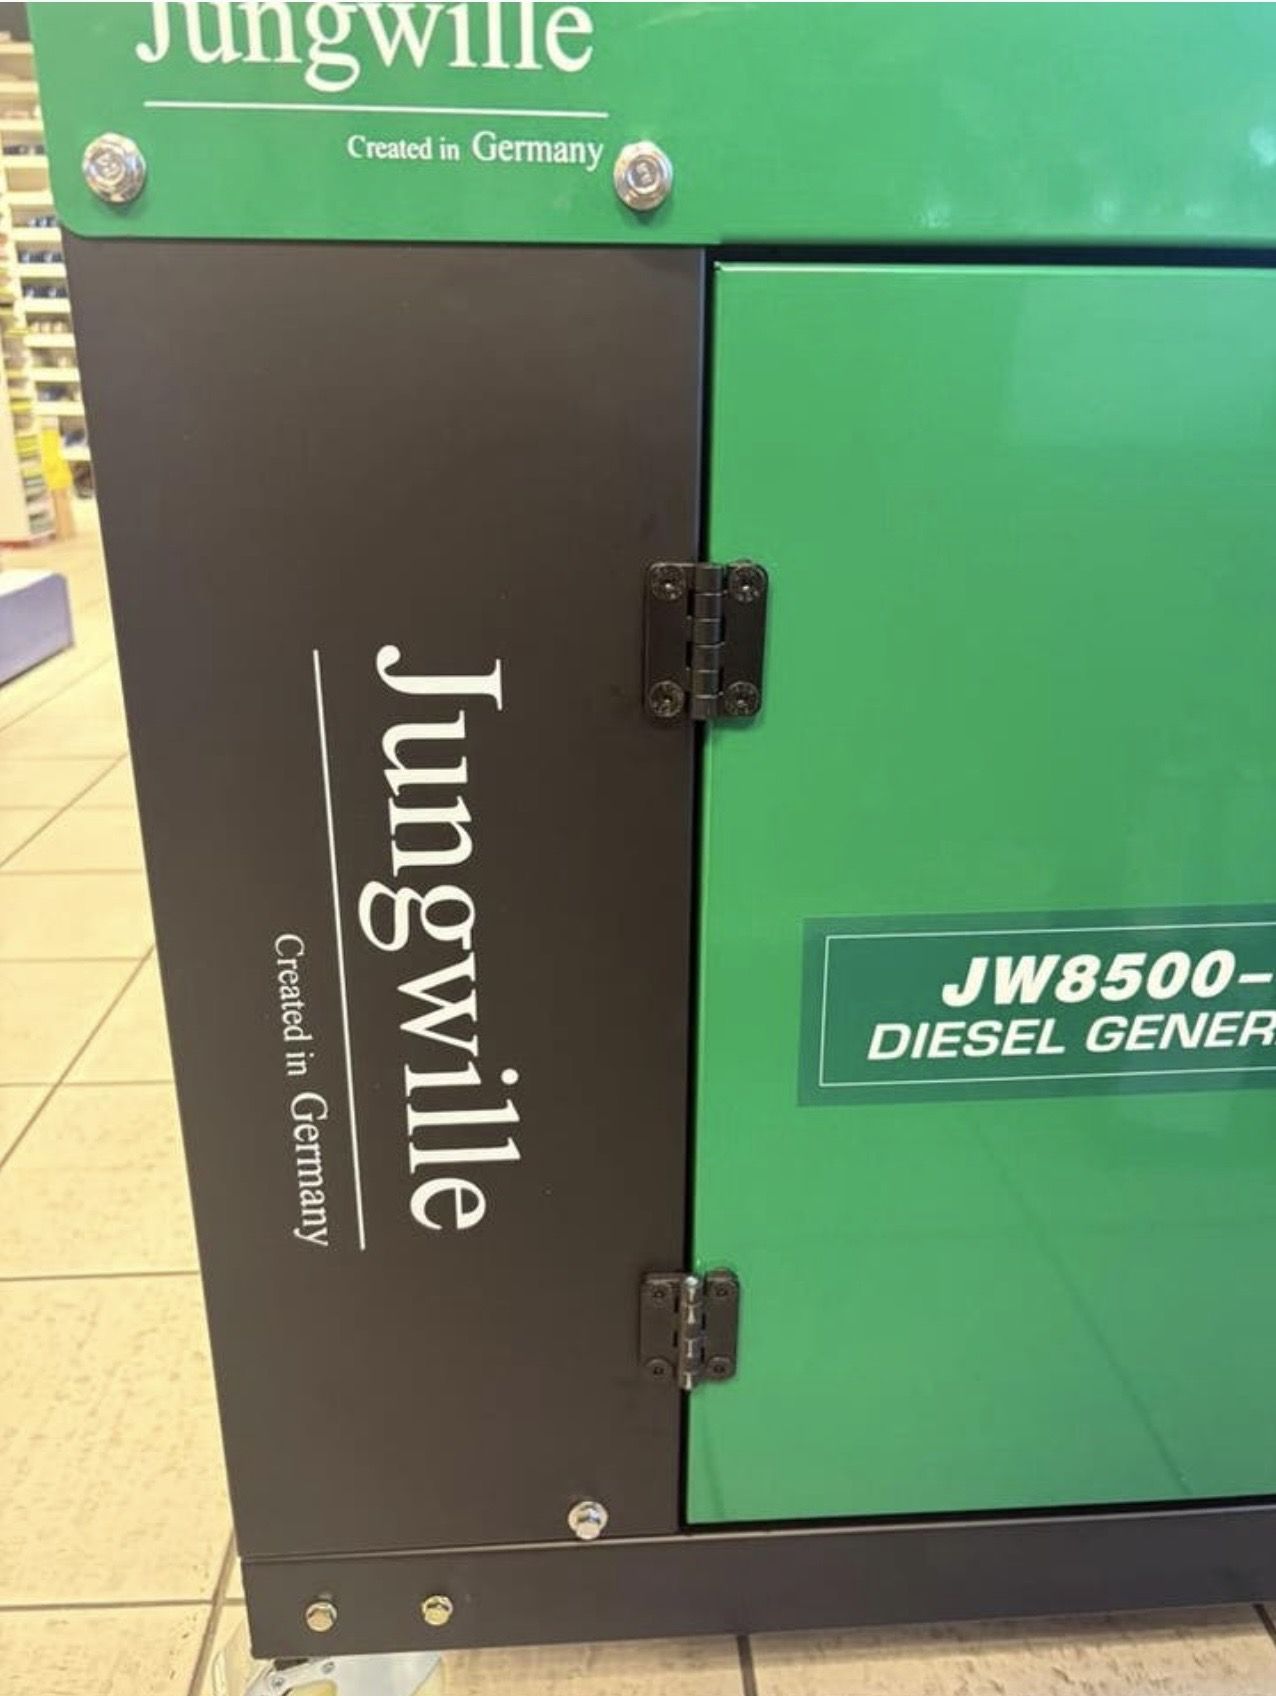 Jungwille
Created in Germany
Jungwille
Created in Germany
JW8500-
DIESEL GENER